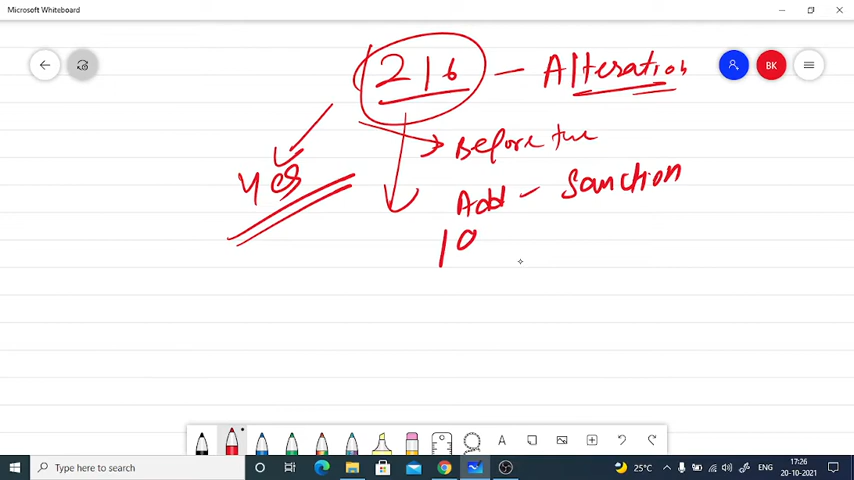 Microsoft Whiteboard
BK
216 - Alteration
Before the
yes
Add - Sanction
10
Type here to search
25°C
ENG
17:26
20-10-2021